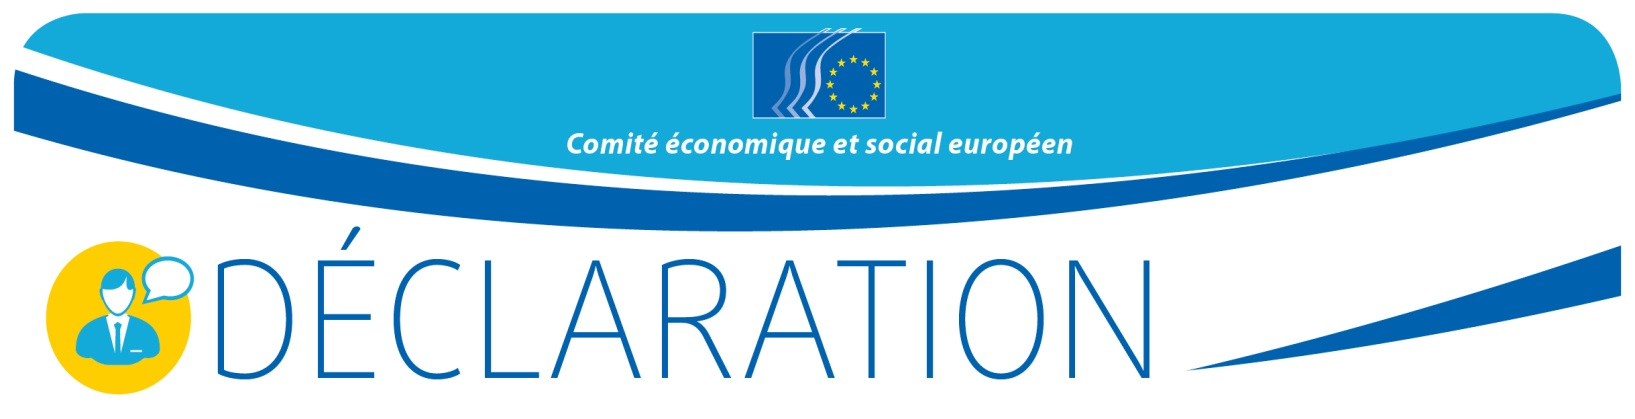 Comité économique et social européen
DÉCLARATION